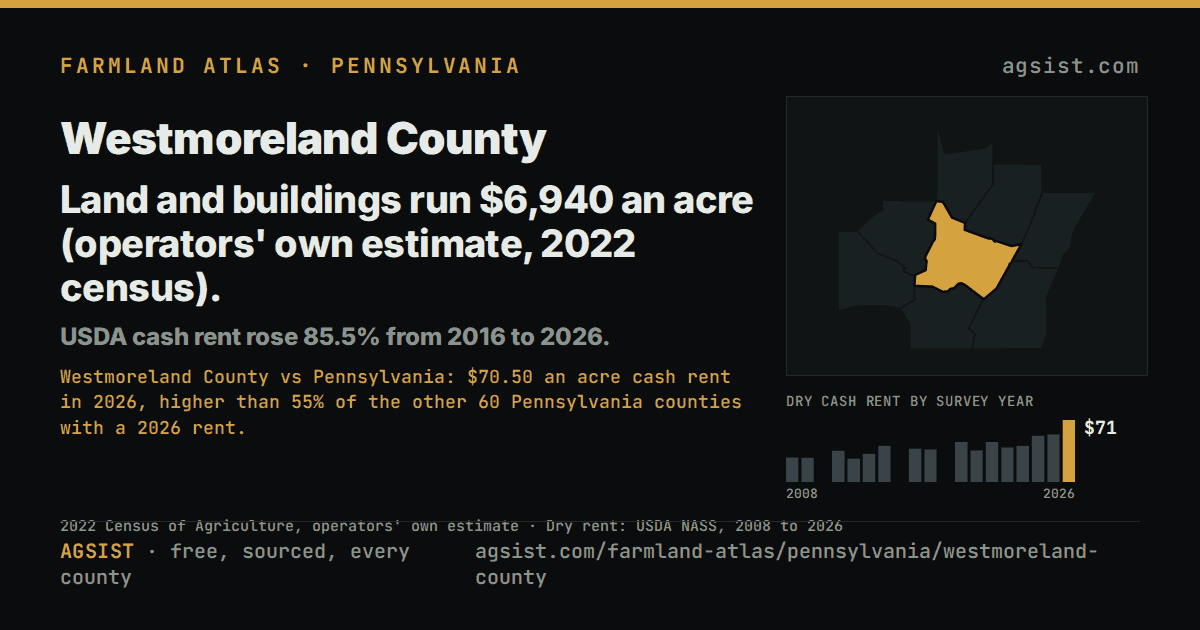 FARMLAND ATLAS · PENNSYLVANIA
agsist.com
Westmoreland County
Land and buildings run $6,940 an acre
(operators' own estimate, 2022
census).
USDA cash rent rose 85.5% from 2016 to 2026.
Westmoreland County vs Pennsylvania: $70.50 an acre cash rent
in 2026, higher than 55% of the other 60 Pennsylvania counties
with a 2026 rent.
DRY CASH RENT BY SURVEY YEAR
$71
2008 2026
2022 Census of Agriculture, operators' own estimate · Dry rent: USDA NASS, 2008 to 2026
AGSIST · free, sourced, every
county
agsist.com/farmland-atlas/pennsylvania/westmoreland-
county